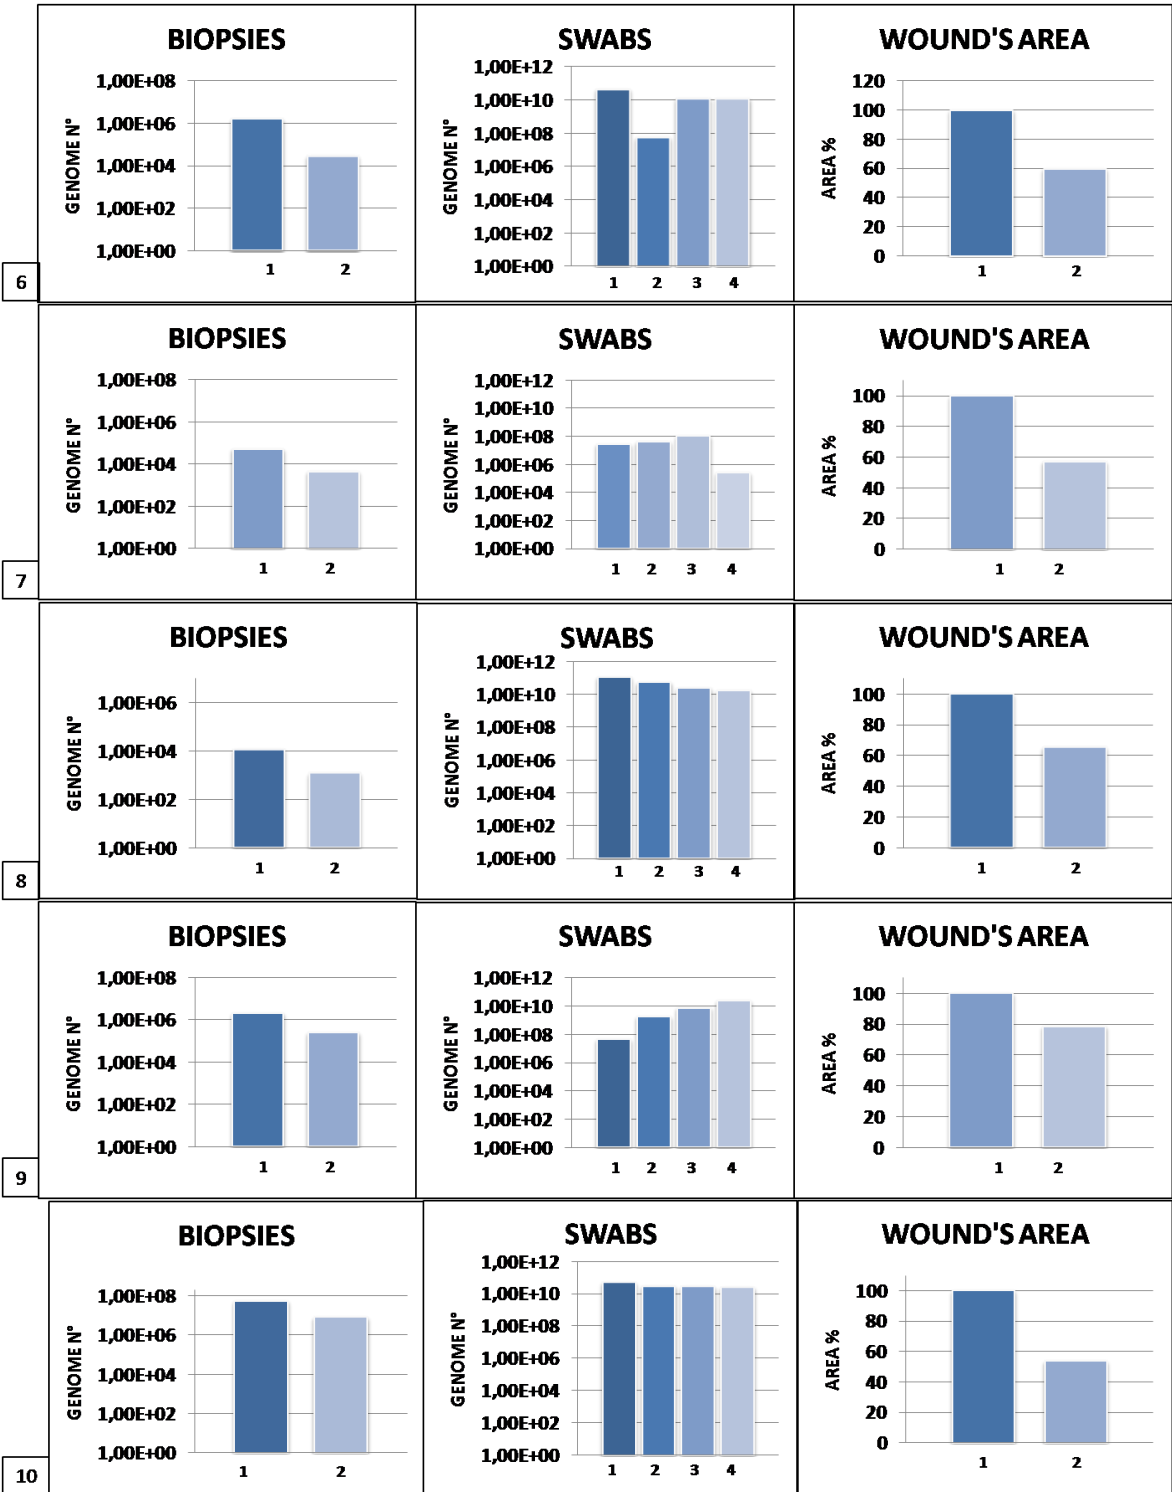 BIOPSIES
1,00E+08
1,00E+06
1,00E+04
1,00E+02
1,00E+00
GENOME N°
1 2
SWABS
1,00E+12
1,00E+10
1,00E+08
1,00E+06
1,00E+04
1,00E+02
1,00E+00
GENOME N°
1 2 3 4
WOUND'S AREA
120
100
80
60
40
20
0
AREA %
1 2
6
BIOPSIES
1,00E+08
1,00E+06
1,00E+04
1,00E+02
1,00E+00
GENOME N°
1 2
SWABS
1,00E+12
1,00E+10
1,00E+08
1,00E+06
1,00E+04
1,00E+02
1,00E+00
GENOME N°
1 2 3 4
WOUND'S AREA
100
80
60
40
20
0
AREA %
1 2
7
BIOPSIES
1,00E+06
1,00E+04
1,00E+02
1,00E+00
GENOME N°
1 2
SWABS
1,00E+12
1,00E+10
1,00E+08
1,00E+06
1,00E+04
1,00E+02
1,00E+00
GENOME N°
1 2 3 4
WOUND'S AREA
100
80
60
40
20
0
AREA %
1 2
8
BIOPSIES
1,00E+08
1,00E+06
1,00E+04
1,00E+02
1,00E+00
GENOME N°
1 2
SWABS
1,00E+12
1,00E+10
1,00E+08
1,00E+06
1,00E+04
1,00E+02
1,00E+00
GENOME N°
1 2 3 4
WOUND'S AREA
100
80
60
40
20
0
AREA %
1 2
9
BIOPSIES
1,00E+08
1,00E+06
1,00E+04
1,00E+02
1,00E+00
GENOME N°
1 2
SWABS
1,00E+12
1,00E+10
1,00E+08
1,00E+06
1,00E+04
1,00E+02
1,00E+00
GENOME N°
1 2 3 4
WOUND'S AREA
100
80
60
40
20
0
AREA %
1 2
10